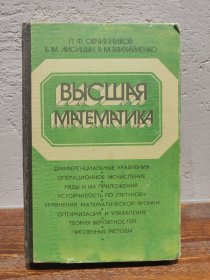 П. Ф. ОВЧИННИКОВ
Б. М. ЛИСИЦЫН, В. М. МИХАЙЛЕНКО
ВЫСШАЯ
МАТЕМАТИКА
ДИФФЕРЕНЦИАЛЬНЫЕ УРАВНЕНИЯ
ОПЕРАЦИОННОЕ ИСЧИСЛЕНИЕ
РЯДЫ И ИХ ПРИЛОЖЕНИЯ
УСТОЙЧИВОСТЬ ПО ЛЯПУНОВУ
УРАВНЕНИЯ МАТЕМАТИЧЕСКОЙ ФИЗИКИ
ОПТИМИЗАЦИЯ И УПРАВЛЕНИЕ
ТЕОРИЯ ВЕРОЯТНОСТЕЙ
ЧИСЛЕННЫЕ МЕТОДЫ